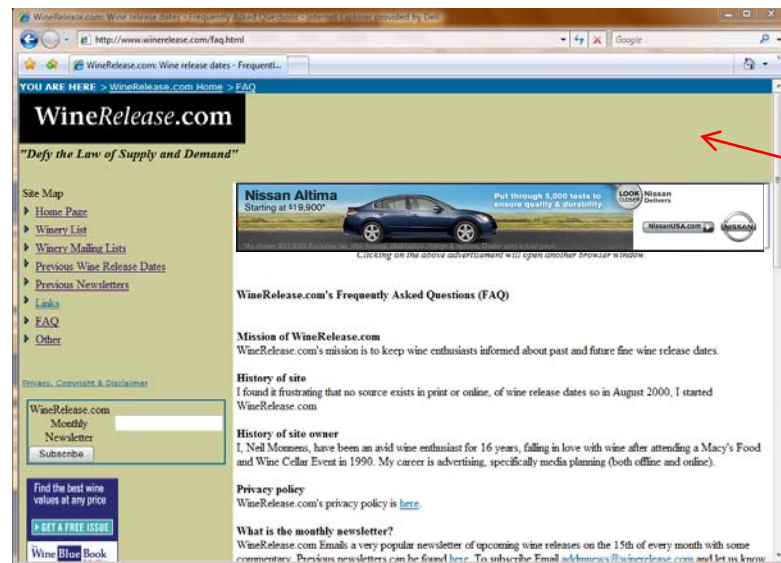 WineRelease.com: Wine release dates - Frequently Asked Questions - Internet Explorer provided by Dell
http://www.winerelease.com/faq.html
Google
WineRelease.com: Wine release dates - Frequentl...
YOU ARE HERE > WineRelease.com Home > FAQ
WineRelease.com
"Defy the Law of Supply and Demand"
Site Map
Home Page
Winery List
Winery Mailing Lists
Previous Wine Release Dates
Previous Newsletters
Links
FAQ
Other
Privacy, Copyright & Disclaimer
WineRelease.com
Monthly
Newsletter
Subscribe
Find the best wine
values at any price
GET A FREE ISSUE
The
Wine Blue Book
Nissan Altima
Starting at $19,900*
Put through 5,000 tests to
ensure quality & durability.
LOOK
CLOSER
Nissan
Delivers
NissanUSA.com
NISSAN
Clicking on the above advertisement will open another browser window.
WineRelease.com's Frequently Asked Questions (FAQ)
Mission of WineRelease.com
WineRelease.com's mission is to keep wine enthusiasts informed about past and future fine wine release dates.
History of site
I found it frustrating that no source exists in print or online, of wine release dates so in August 2000, I started
WineRelease.com
History of site owner
I, Neil Monnens, have been an avid wine enthusiast for 16 years, falling in love with wine after attending a Macy's Food
and Wine Cellar Event in 1990. My career is advertising, specifically media planning (both offline and online).
Privacy policy
WineRelease.com's privacy policy is here.
What is the monthly newsletter?
WineRelease.com Emails a very popular newsletter of upcoming wine releases on the 15th of every month with some
commentary. Previous newsletters can be found here. To subscribe Email addmnews@winerelease.com and let us know